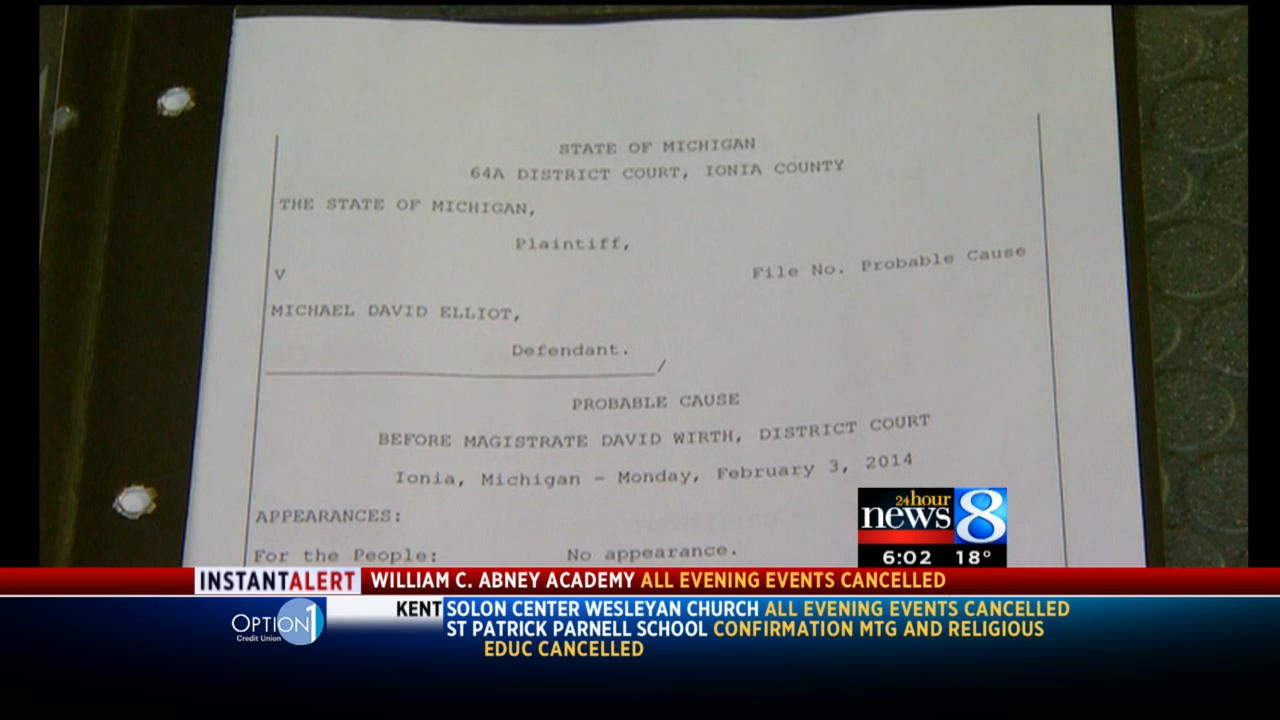 STATE OF MICHIGAN
64A DISTRICT COURT, IONIA COUNTY
THE STATE OF MICHIGAN,
Plaintiff,
V
File No. Probable Cause
MICHAEL DAVID ELLIOT,
Defendant.
/
PROBABLE CAUSE
BEFORE MAGISTRATE DAVID WIRTH, DISTRICT COURT
Ionia, Michigan - Monday, February 3, 2014
APPEARANCES:
For the People: No appearance.
24hour
news 8
6:02 18°
INSTANTALERT WILLIAM C. ABNEY ACADEMY ALL EVENING EVENTS CANCELLED
OPTION1
Credit Union
KENT SOLON CENTER WESLEYAN CHURCH ALL EVENING EVENTS CANCELLED
ST PATRICK PARNELL SCHOOL CONFIRMATION MTG AND RELIGIOUS
EDUC CANCELLED